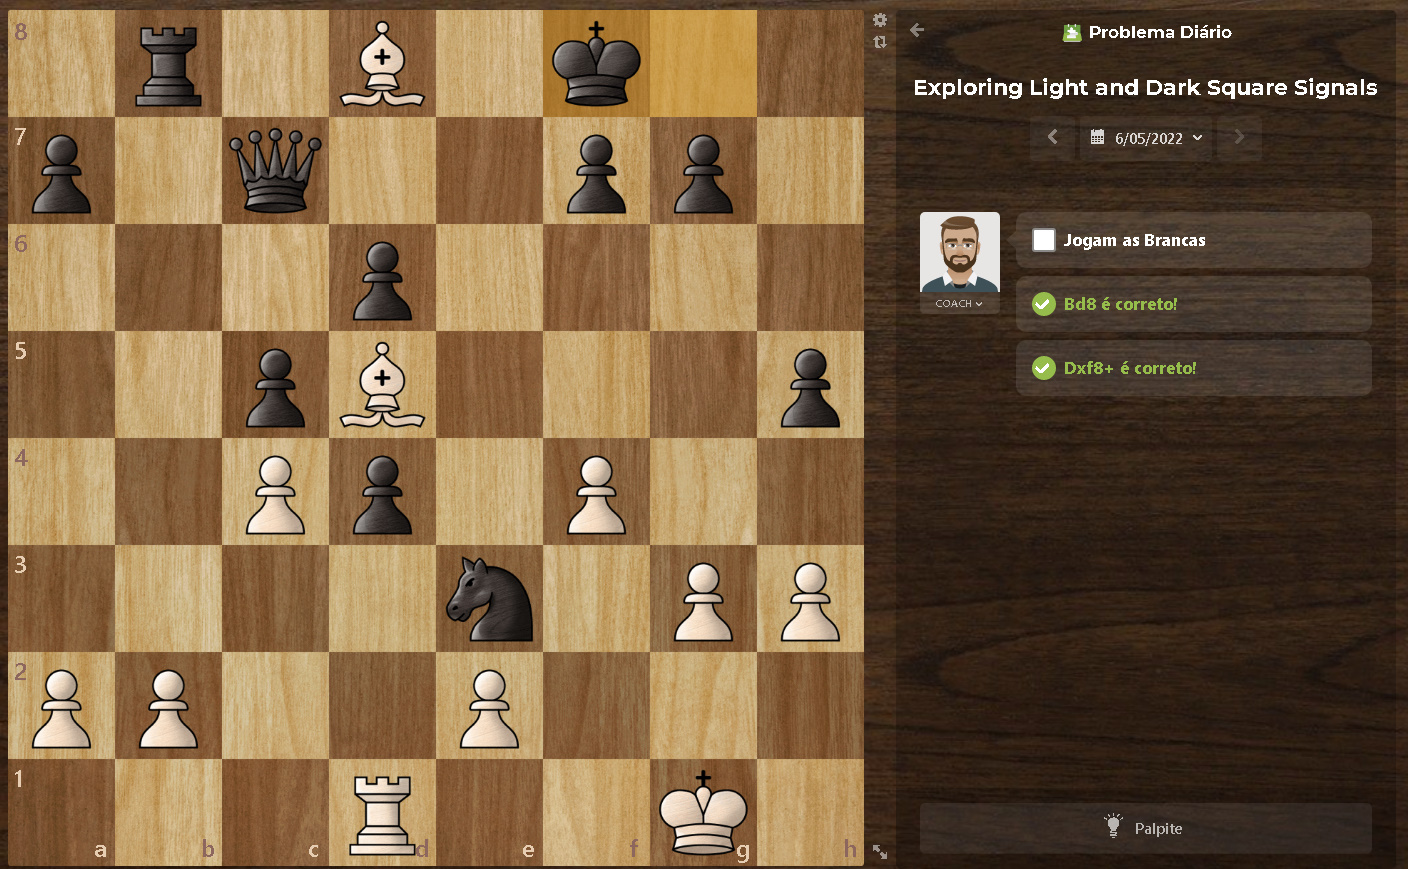 8
7
6
5
4
3
2
1
a b c d e f g h
Problema Diário
Exploring Light and Dark Square Signals
6/05/2022
Jogam as Brancas
COACH
Bd8 é correto!
Dxf8+ é correto!
Palpite